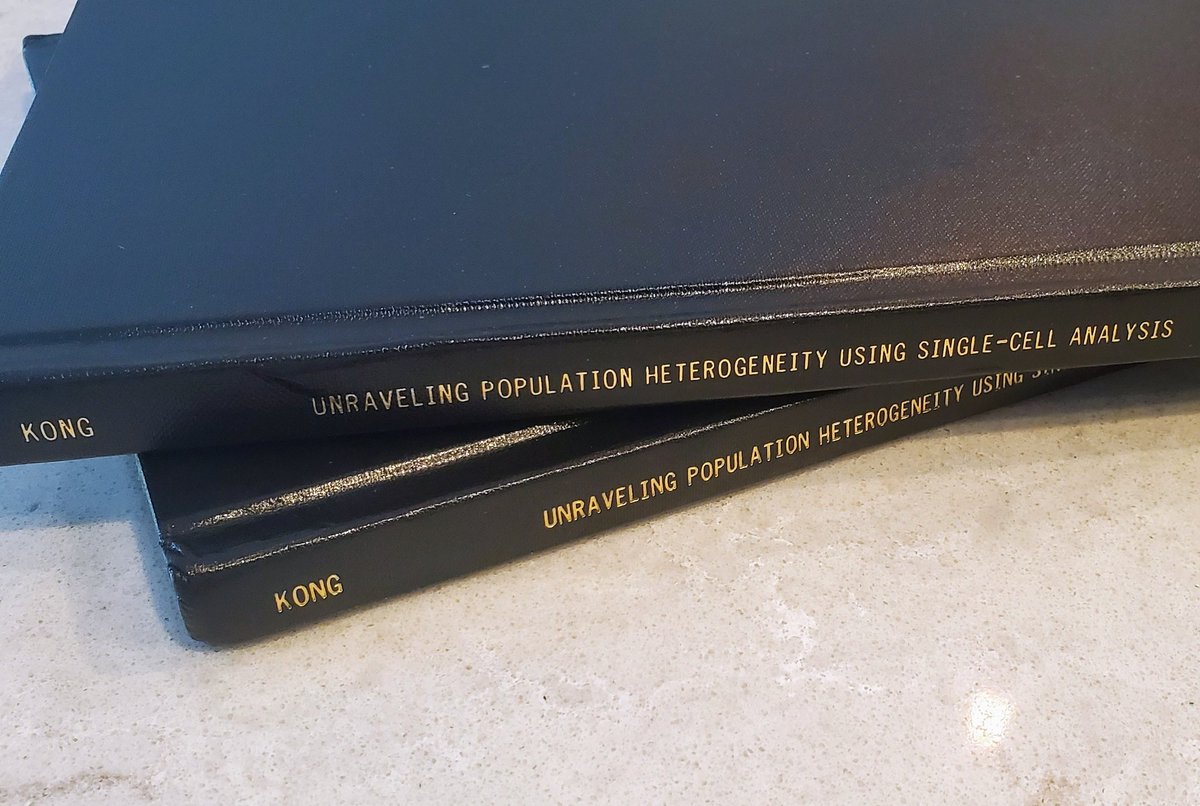 KONG UNRAVELING POPULATION HETEROGENEITY USING SINGLE-CELL ANALYSIS
KONG UNRAVELING POPULATION HETEROGENEITY USING